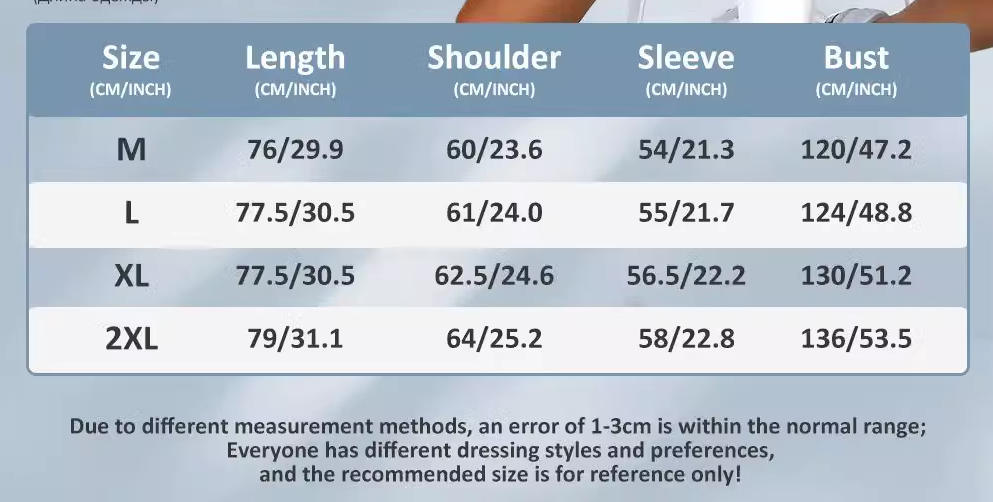 Size Length Shoulder Sleeve Bust
(CM/INCH) (CM/INCH) (CM/INCH) (CM/INCH) (CM/INCH)
M 76/29.9 60/23.6 54/21.3 120/47.2
L 77.5/30.5 61/24.0 55/21.7 124/48.8
XL 77.5/30.5 62.5/24.6 56.5/22.2 130/51.2
2XL 79/31.1 64/25.2 58/22.8 136/53.5
Due to different measurement methods, an error of 1-3cm is within the normal range;
Everyone has different dressing styles and preferences,
and the recommended size is for reference only!